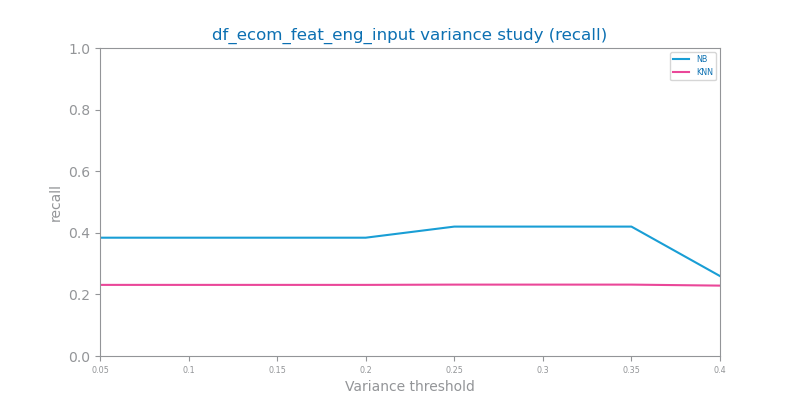 df_ecom_feat_eng_input variance study (recall)
1.0
0.8
0.6
0.4
0.2
0.0
recall
NB
KNN
0.05 0.1 0.15 0.2 0.25 0.3 0.35 0.4
Variance threshold